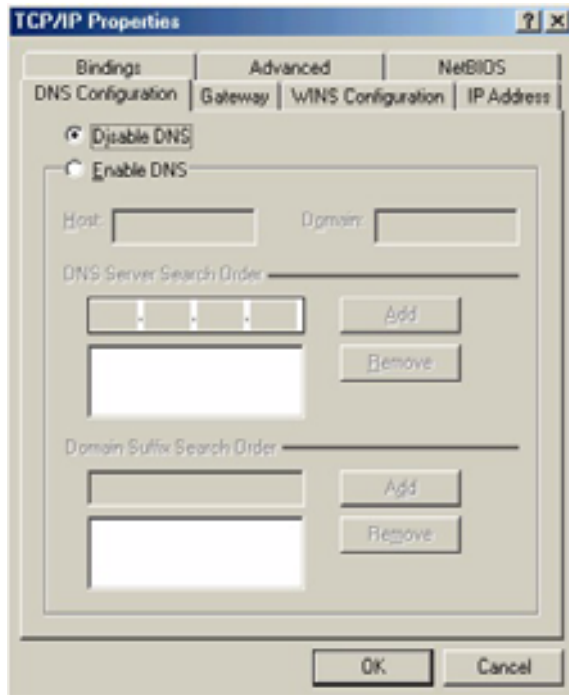 TCP/IP Properties
Bindings Advanced NetBIOS
DNS Configuration Gateway WINS Configuration IP Address
Disable DNS
Enable DNS
Host: Domain:
DNS Server Search Order
. . . Add
Remove
Domain Suffix Search Order
Add
Remove
OK Cancel